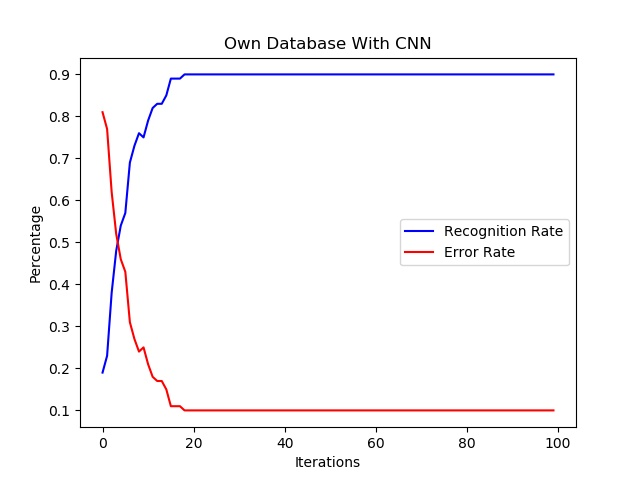 Own Database With CNN
Percentage
0.9
0.8
0.7
0.6
0.5
0.4
0.3
0.2
0.1
Recognition Rate
Error Rate
0 20 40 60 80 100
Iterations